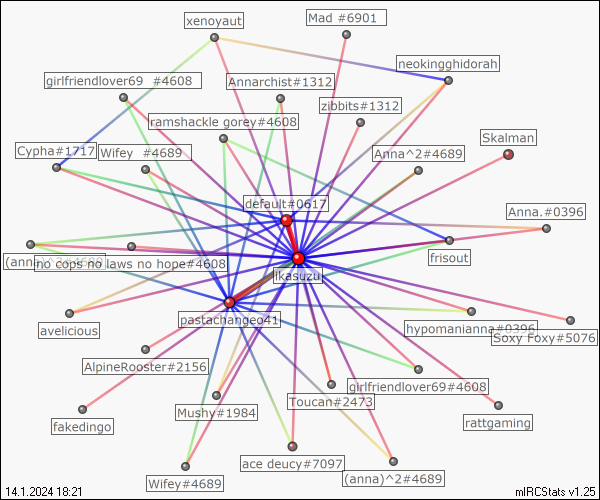 xenoyaut
Mad #6901
neokingghidorah
girlfriendlover69 #4608
Annarchist#1312
zibbits#1312
ramshackle gorey#4608
Skalman
Cypha#1717
Wifey #4689
Anna^2#4689
default#0617
Anna.#0396
frisout
no cops no laws no hope#4608
ikasuzu
pastachangeo41
avelicious
hypomanianna#0396
Soxy Foxy#5076
AlpineRooster#2156
girlfriendlover69#4608
Toucan#2473
Mushy#1984
fakedingo
rattgaming
ace deucy#7097
Wifey#4689
(anna)^2#4689
14.1.2024 18:21
mIRCStats v1.25